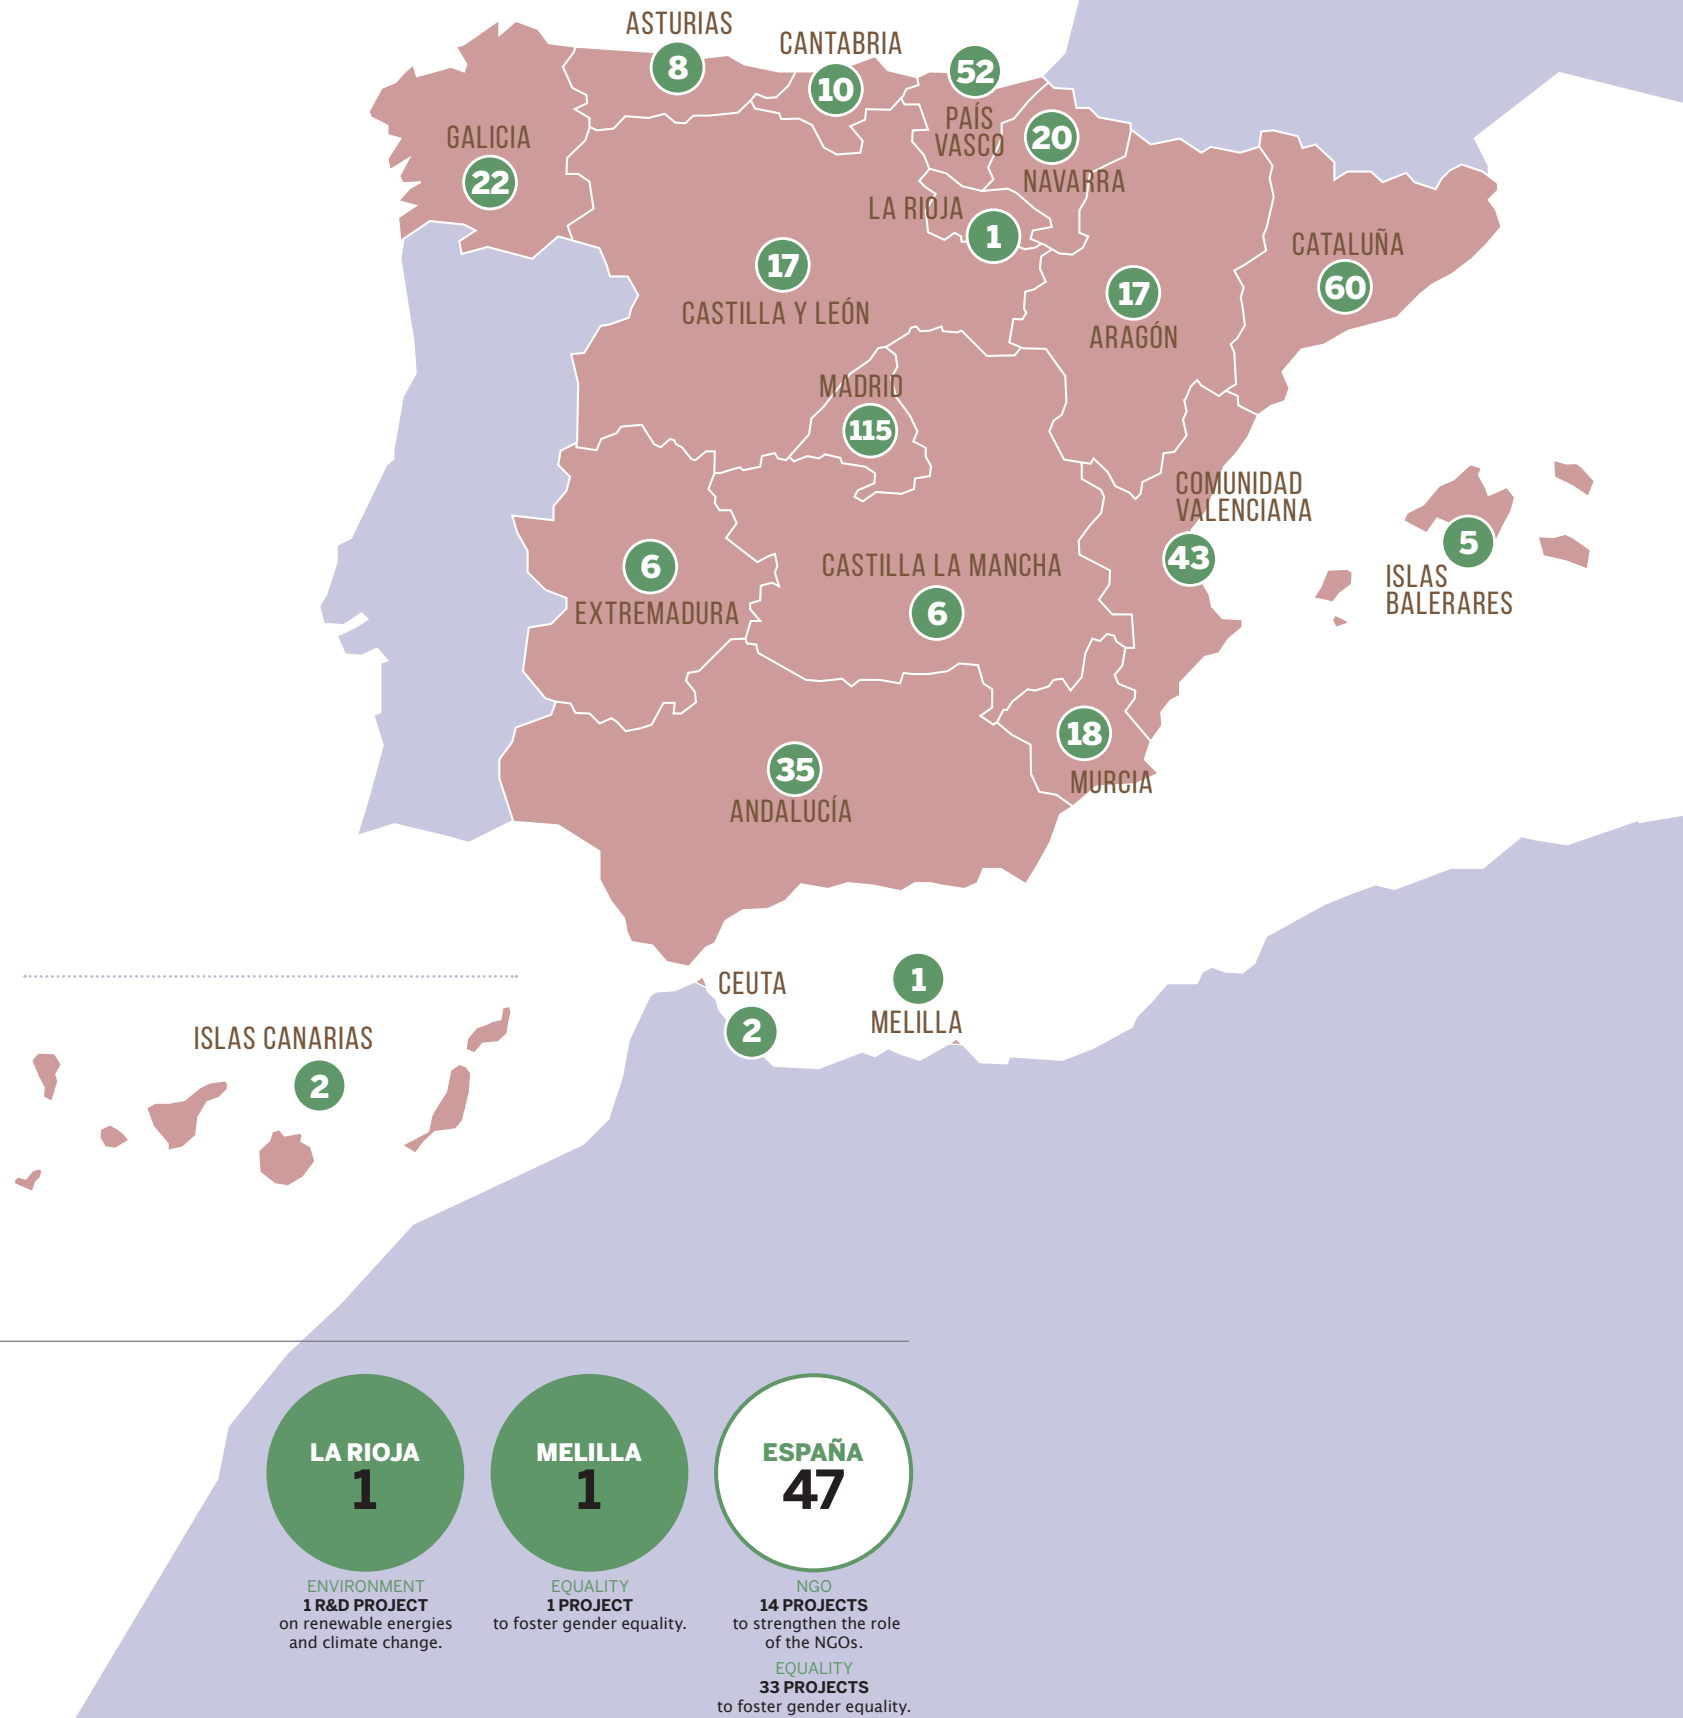 ASTURIAS
8
CANTABRIA
10
52
PAÍS
VASCO
20
NAVARRA
GALICIA
22
LA RIOJA
1
17
CASTILLA Y LEÓN
17
ARAGÓN
CATALUÑA
60
MADRID
115
COMUNIDAD
VALENCIANA
43
5
ISLAS
BALERARES
6
EXTREMADURA
CASTILLA LA MANCHA
6
18
MURCIA
35
ANDALUCÍA
CEUTA
2
1
MELILLA
ISLAS CANARIAS
2
LA RIOJA
1
ENVIRONMENT
1 R&D PROJECT
on renewable energies
and climate change.
MELILLA
1
EQUALITY
1 PROJECT
to foster gender equality.
ESPAÑA
47
NGO
14 PROJECTS
to strengthen the role
of the NGOs.
EQUALITY
33 PROJECTS
to foster gender equality.